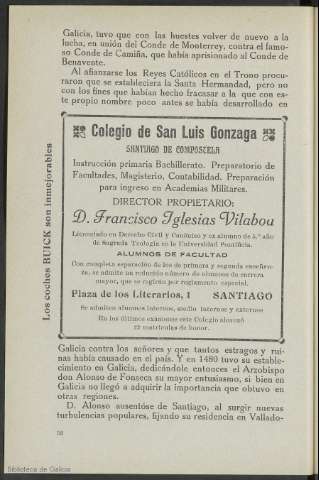 Galicia, tuvo que con las huestes volver de nuevo a la
lucha, en unión del Conde de Monterrey, contra el famo-
so Conde de Camiña, que había aprisionado al Conde de
Benavente.
Al afianzarse los Reyes Católicos en el Trono procu-
raron que se estableciera la Santa Hermandad, pero no
con los fines que habían hecho fracasar a la que con es-
te propio nombre poco antes se había desarrollado en
Los coches BUICK son inmejorables
Colegio de San Luis Gonzaga
SANTIAGO DE COMPOSTELA
Instrucción primaria Bachillerato. Preparatorio de
Facultades, Magisterio, Contabilidad. Preparación
para ingreso en Academias Militares.
DIRECTOR PROPIETARIO:
D. Francisco Iglesias Vilabou
Licenciado en Derecho Civil y Canónico y ex alumno de 5.º año
de Sagrada Teología en la Universidad Pontificia.
ALUMNOS DE FACULTAD
Con completa separación de los de primera y segunda enseñan-
za, se admite un reducido número de alumnos de carrera
mayor, que se regirán por reglamento especial.
Plaza de los Literarios, 1 SANTIAGO
Se admiten alumnos internos, medio internos y externos
En los últimos exámenes este Colegio alcanzó
22 matrículas de honor.
Galicia contra los señores y que tantos estragos y rui-
nas había causado en el país. Y en 1480 tuvo su estable-
cimiento en Galicia, dedicándole entonces el Arzobispo
don Alonso de Fonseca su mayor entusiasmo, si bien en
Galicia no llegó a adquirir la importancia que obtuvo en
otras regiones.
D. Alonso ausentóse de Santiago, al surgir nuevas
turbulencias populares, fijando su residencia en Vallado-
Biblioteca de Galicia